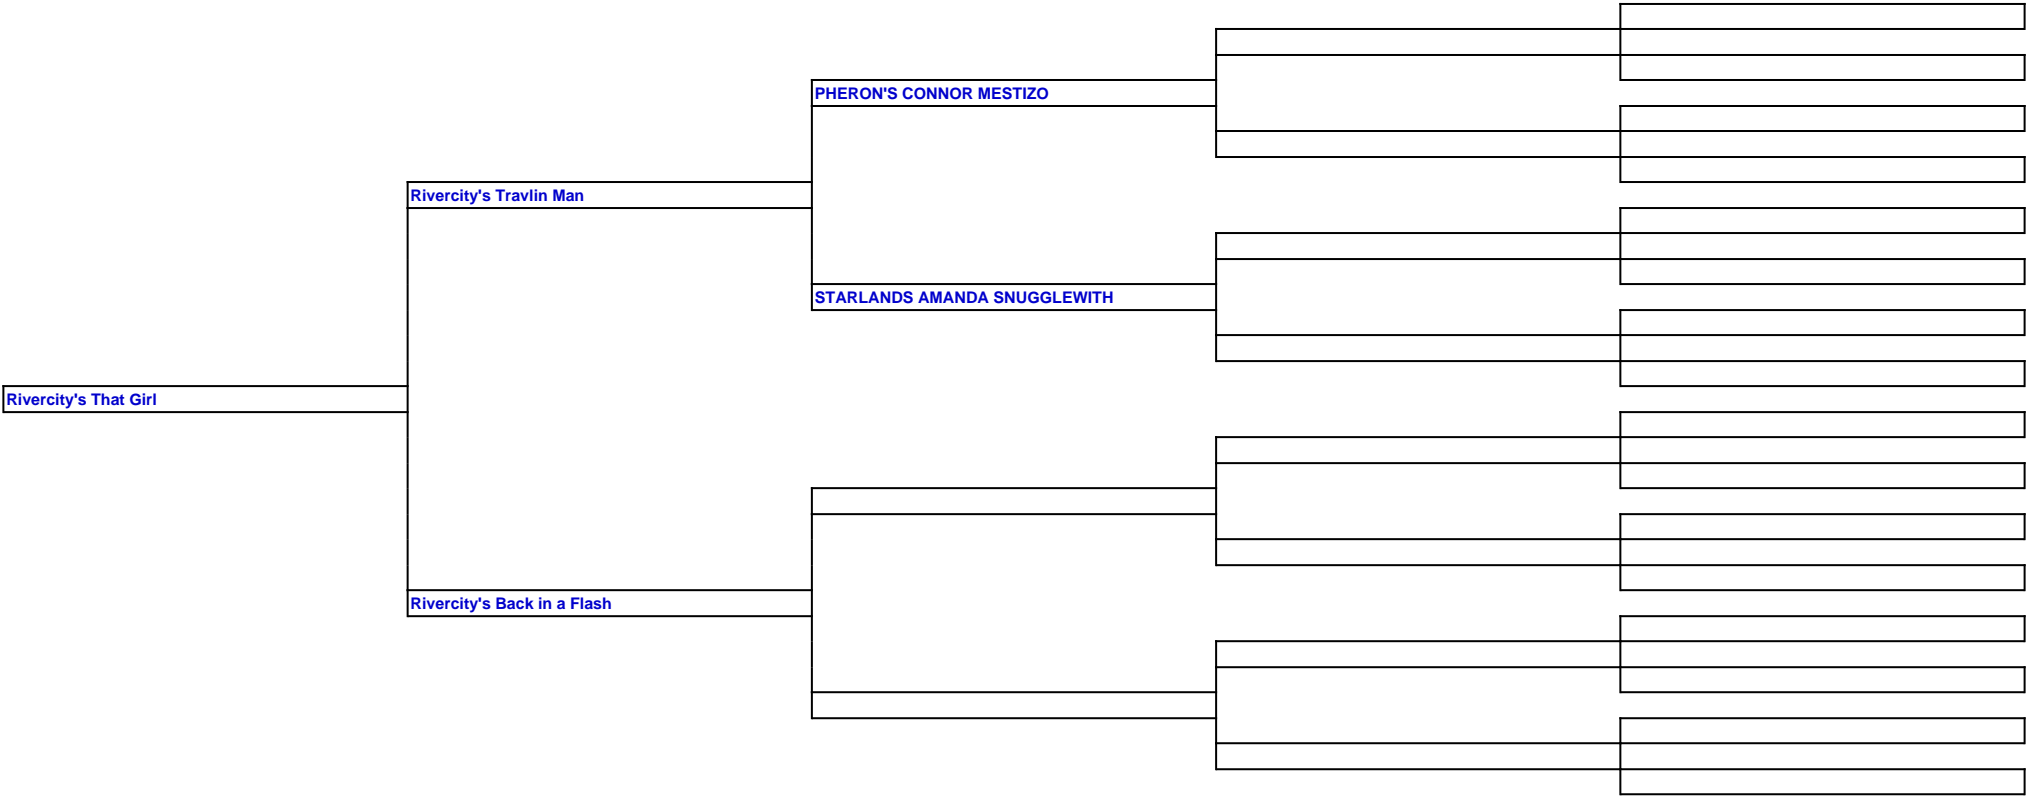 PHERON'S CONNOR MESTIZO
Rivercity's Travlin Man
STARLANDS AMANDA SNUGGLEWITH
Rivercity's That Girl
Rivercity's Back in a Flash